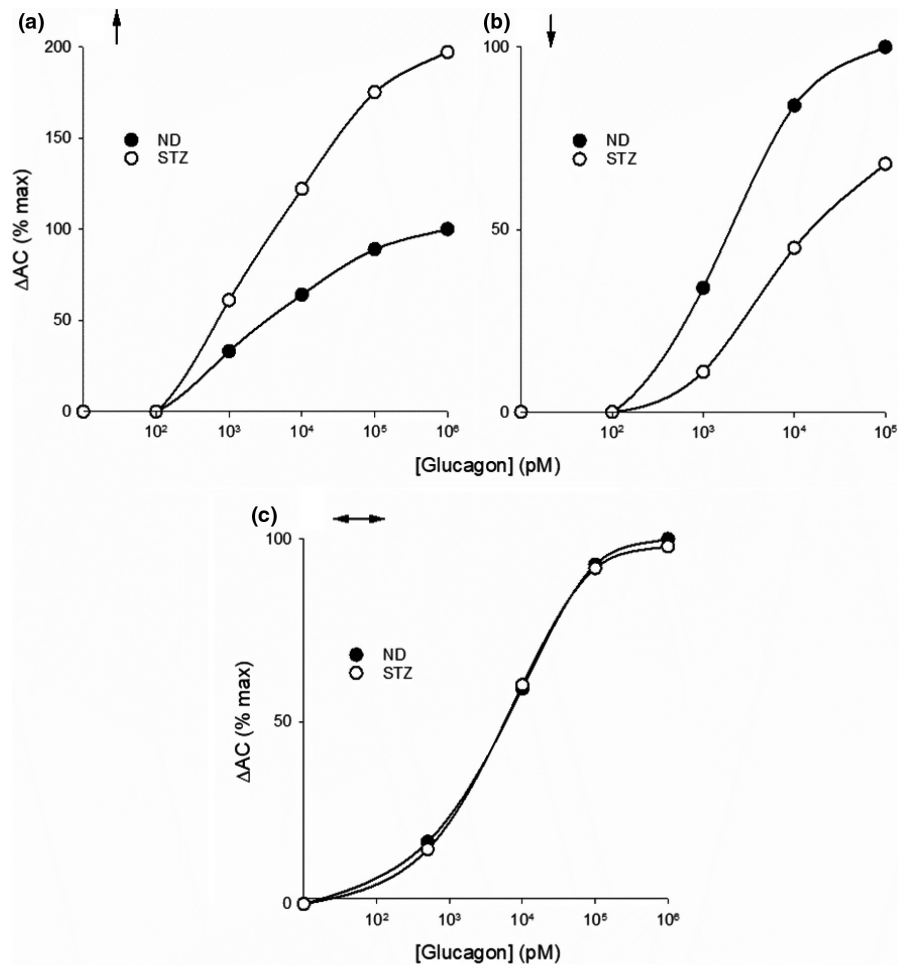 (a)
200
150
100
50
0
ΔAC (% max)
ND
STZ
10² 10³ 10⁴ 10⁵ 10⁶
(b)
100
50
0
ND
STZ
10² 10³ 10⁴ 10⁵
[Glucagon] (pM)
(c)
100
50
0
ΔAC (% max)
ND
STZ
10² 10³ 10⁴ 10⁵ 10⁶
[Glucagon] (pM)